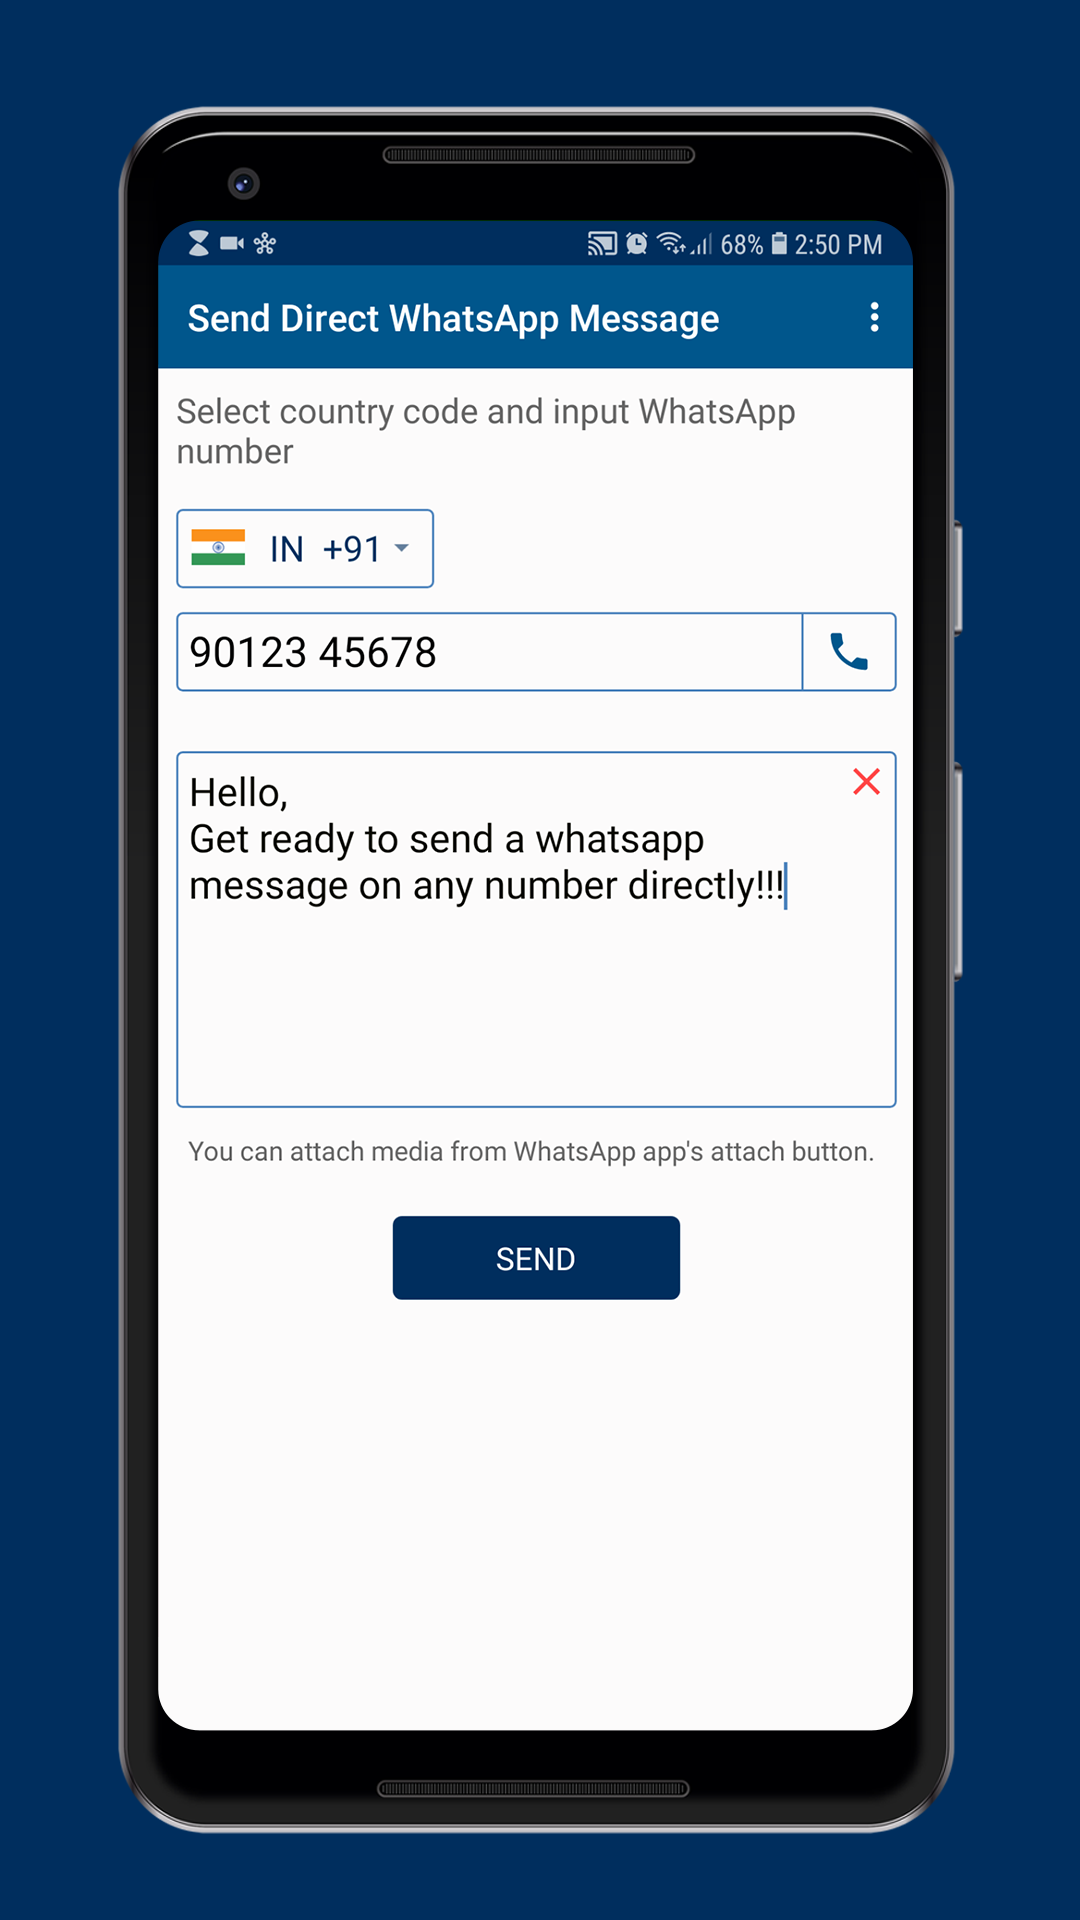 68% 2:50 PM
Send Direct WhatsApp Message
Select country code and input WhatsApp
number
IN +91
90123 45678
Hello,
Get ready to send a whatsapp
message on any number directly!!!
You can attach media from WhatsApp app's attach button.
SEND